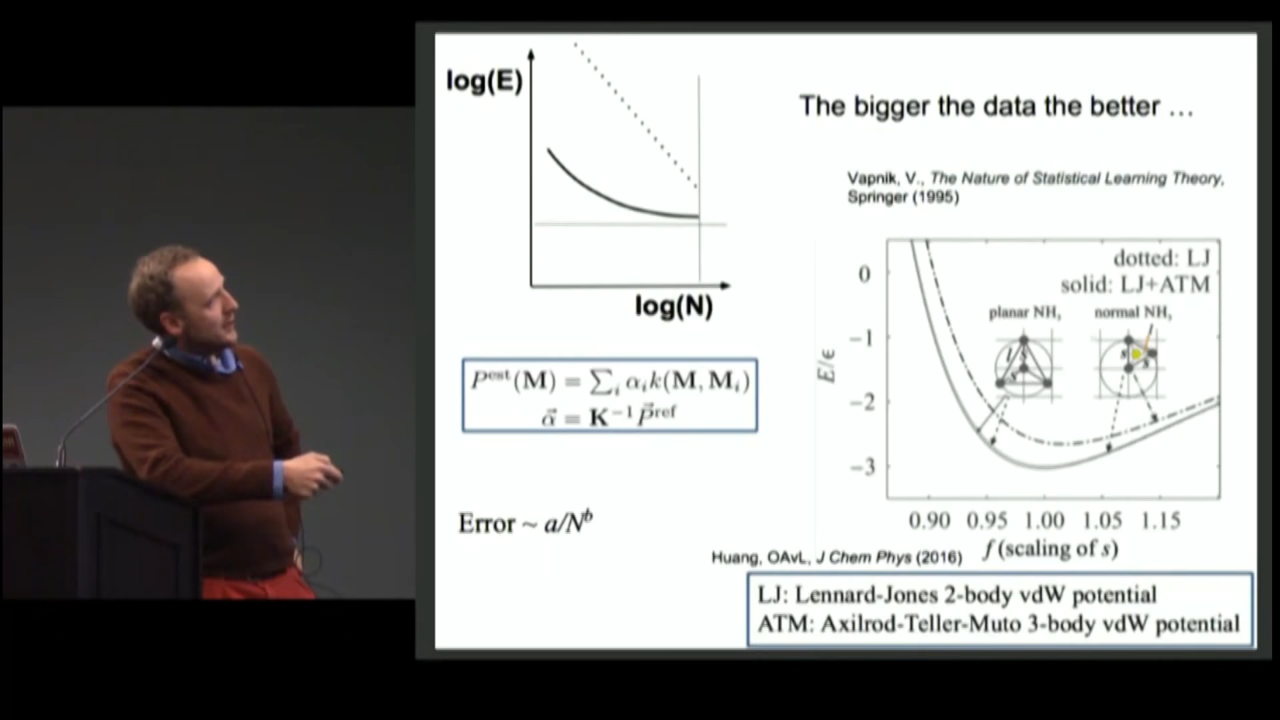 log(E)
log(N)
The bigger the data the better …
Vapnik, V., The Nature of Statistical Learning Theory,
Springer (1995)
P^est(M) = ∑_i α_i k(M, M_i)
α⃗ = K^−1 P⃗^ref
Error ~ a/N^b
dotted: LJ
solid: LJ+ATM
planar NH₃
normal NH₃
E/ϵ
0
−1
−2
−3
0.90 0.95 1.00 1.05 1.15
f (scaling of s)
Huang, OAvL, J Chem Phys (2016)
LJ: Lennard-Jones 2-body vdW potential
ATM: Axilrod-Teller-Muto 3-body vdW potential